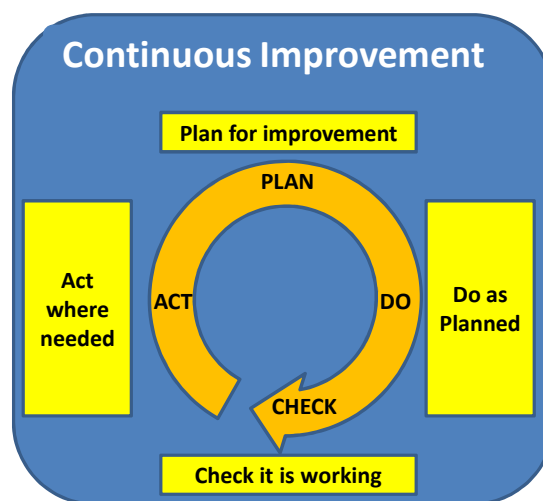 Continuous Improvement
Plan for improvement
PLAN
Act
where
needed
ACT
DO
Do as
Planned
CHECK
Check it is working